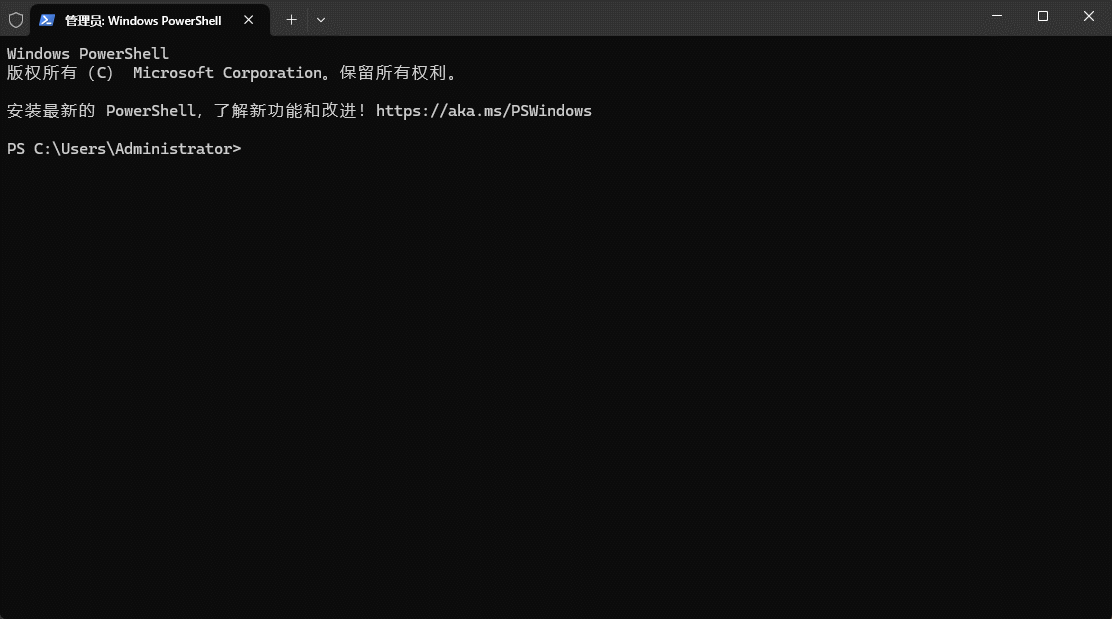 管理员: Windows PowerShell
Windows PowerShell
版权所有 (C)  Microsoft Corporation。保留所有权利。
安装最新的 PowerShell，了解新功能和改进！https://aka.ms/PSWindows
PS C:\Users\Administrator>